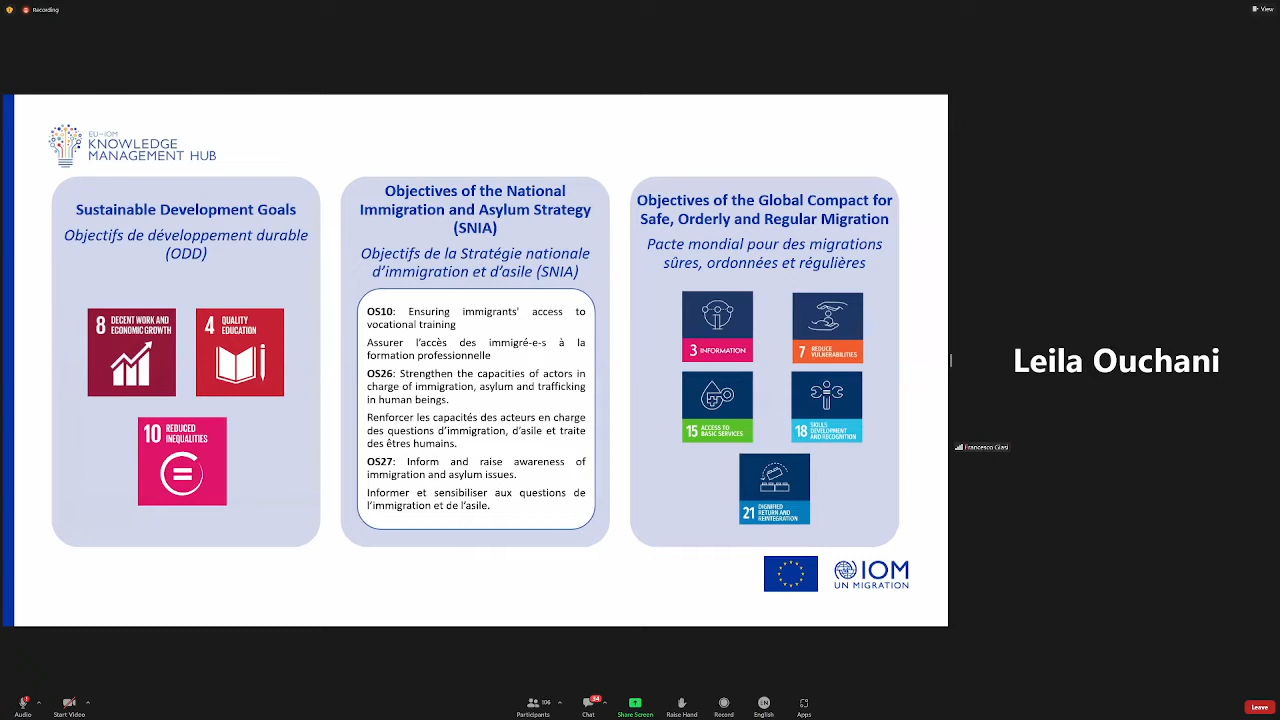 Recording
View
EU-IOM
KNOWLEDGE
MANAGEMENT HUB
Sustainable Development Goals
Objectifs de développement durable
(ODD)
8 DECENT WORK AND
ECONOMIC GROWTH
4 QUALITY
EDUCATION
10 REDUCED
INEQUALITIES
Objectives of the National
Immigration and Asylum Strategy
(SNIA)
Objectifs de la Stratégie nationale
d'immigration et d'asile (SNIA)
OS10: Ensuring immigrants' access to
vocational training
Assurer l'accès des immigré-e-s à la
formation professionelle
OS26: Strengthen the capacities of actors in
charge of immigration, asylum and trafficking
in human beings.
Renforcer les capacités des acteurs en charge
des questions d'immigration, d'asile et traite
des êtres humains.
OS27: Inform and raise awareness of
immigration and asylum issues.
Informer et sensibiliser aux questions de
l'immigration et de l'asile.
Objectives of the Global Compact for
Safe, Orderly and Regular Migration
Pacte mondial pour des migrations
sûres, ordonnées et régulières
3 INFORMATION
7 REDUCE
VULNERABILITIES
15 ACCESS TO
BASIC SERVICES
18 SKILLS
DEVELOPMENT
AND RECOGNITION
21 DIGNIFIED
RETURN AND
REINTEGRATION
IOM
UN MIGRATION
Leila Ouchani
Francesco Giasi
Audio
Start Video
106
Participants
34
Chat
Share Screen
Raise Hand
Record
EN
English
Apps
Leave